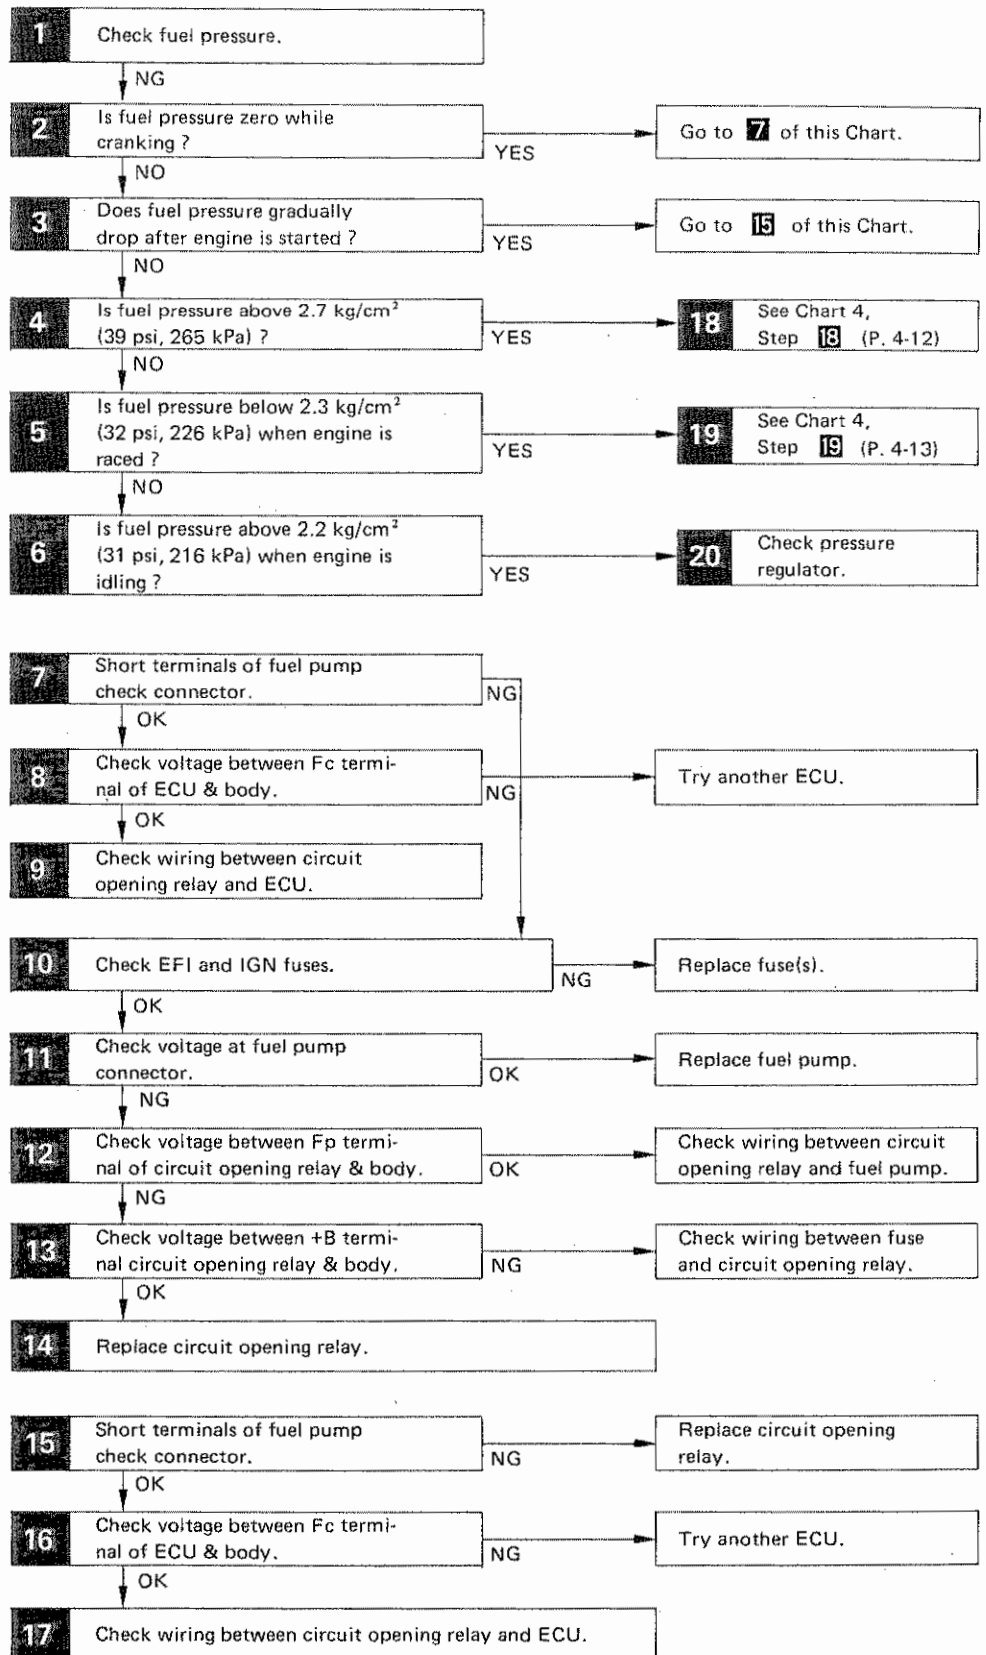 1 Check fuel pressure.
NG
2 Is fuel pressure zero while
cranking ?
YES
Go to 7 of this Chart.
NO
3 Does fuel pressure gradually
drop after engine is started ?
YES
Go to 15 of this Chart.
NO
4 Is fuel pressure above 2.7 kg/cm²
(39 psi, 265 kPa) ?
YES
18 See Chart 4,
Step 18 (P. 4-12)
NO
5 Is fuel pressure below 2.3 kg/cm²
(32 psi, 226 kPa) when engine is
raced ?
YES
19 See Chart 4,
Step 19 (P. 4-13)
NO
6 Is fuel pressure above 2.2 kg/cm²
(31 psi, 216 kPa) when engine is
idling ?
YES
20 Check pressure
regulator.
7 Short terminals of fuel pump
check connector.
NG
OK
8 Check voltage between Fc termi-
nal of ECU & body.
NG
Try another ECU.
OK
9 Check wiring between circuit
opening relay and ECU.
10 Check EFI and IGN fuses.
NG
Replace fuse(s).
OK
11 Check voltage at fuel pump
connector.
OK
Replace fuel pump.
NG
12 Check voltage between Fp termi-
nal of circuit opening relay & body.
OK
Check wiring between circuit
opening relay and fuel pump.
NG
13 Check voltage between +B termi-
nal circuit opening relay & body.
NG
Check wiring between fuse
and circuit opening relay.
OK
14 Replace circuit opening relay.
15 Short terminals of fuel pump
check connector.
NG
Replace circuit opening
relay.
OK
16 Check voltage between Fc termi-
nal of ECU & body.
NG
Try another ECU.
OK
17 Check wiring between circuit opening relay and ECU.